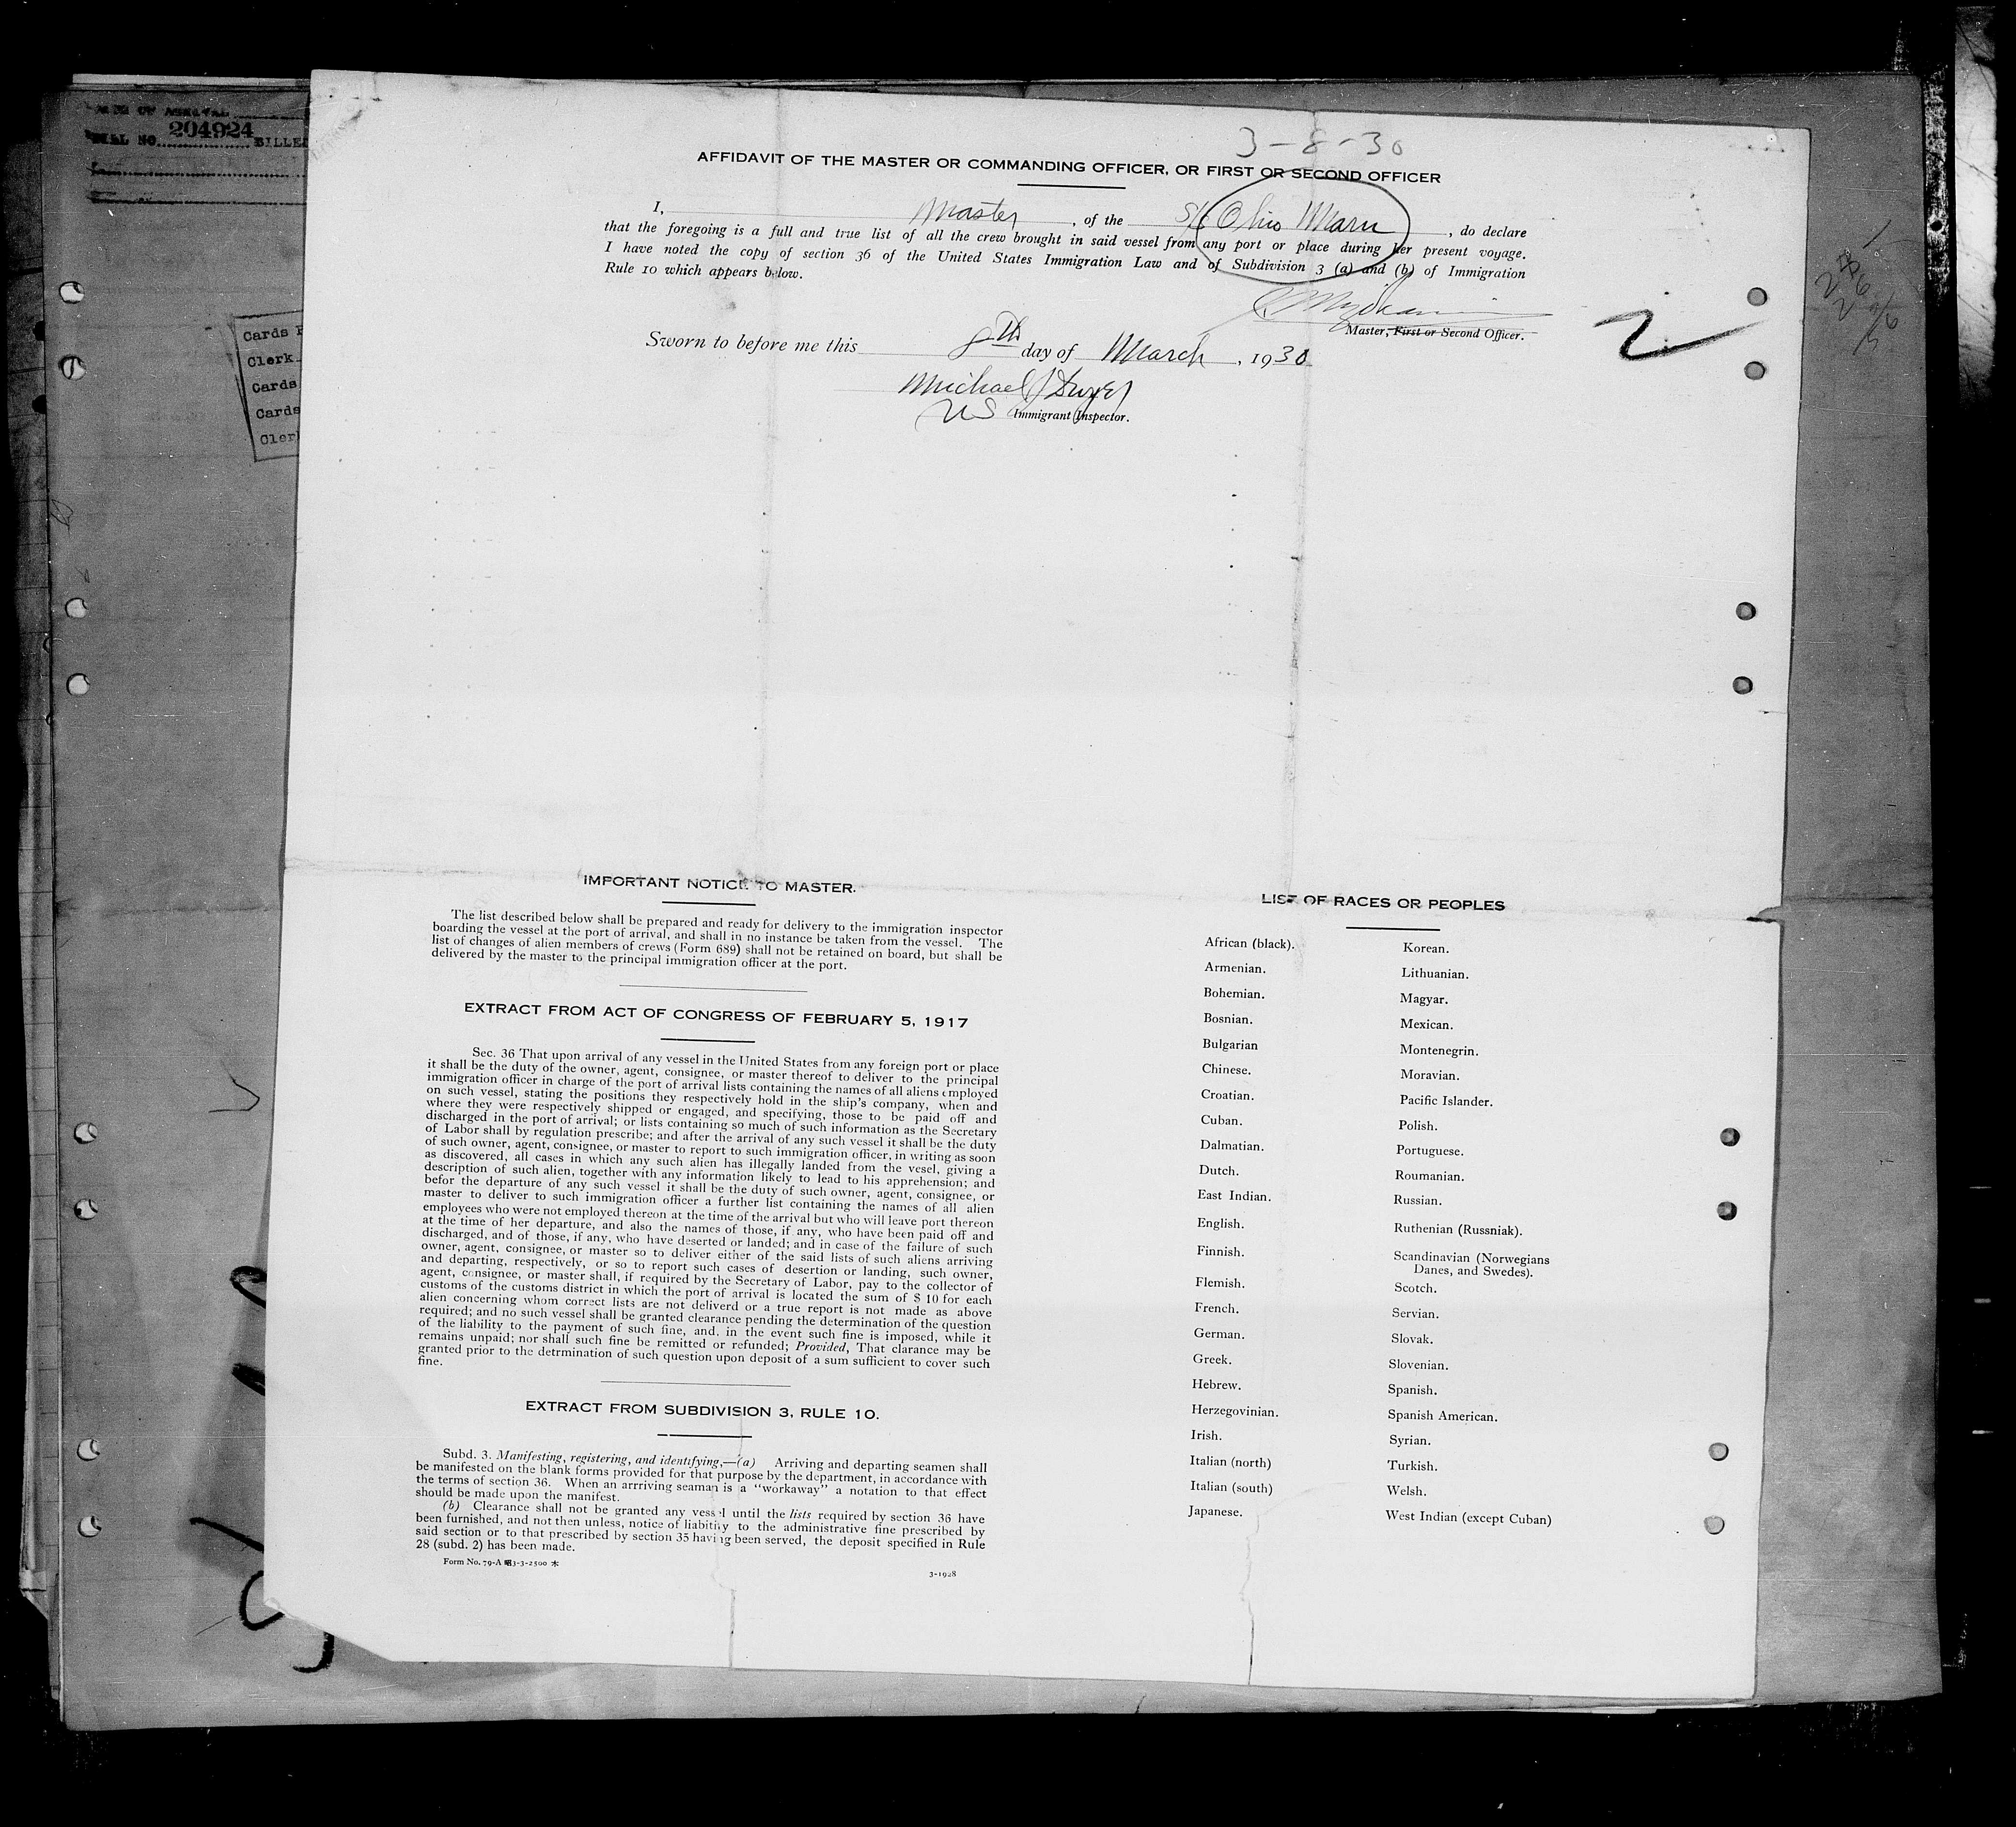 204924
BILLE
Cards
Clerk
Cards
Cards
Cler
3-8-30
AFFIDAVIT OF THE MASTER OR COMMANDING OFFICER, OR FIRST OR SECOND OFFICER
I, Master, of the S/S Ohio Maru, do declare
that the foregoing is a full and true list of all the crew brought in said vessel from any port or place during her present voyage.
I have noted the copy of section 36 of the United States Immigration Law and of Subdivision 3 (a) and (b) of Immigration
Rule 10 which appears below.
Master, First or Second Officer.
2
Sworn to before me this 8th day of March, 1930
Michael J Dwyer
US Immigrant Inspector.
IMPORTANT NOTICE TO MASTER.
The list described below shall be prepared and ready for delivery to the immigration inspector
boarding the vessel at the port of arrival, and shall in no instance be taken from the vessel. The
list of changes of alien members of crews (Form 689) shall not be retained on board, but shall be
delivered by the master to the principal immigration officer at the port.
EXTRACT FROM ACT OF CONGRESS OF FEBRUARY 5, 1917
Sec. 36 That upon arrival of any vessel in the United States from any foreign port or place
it shall be the duty of the owner, agent, consignee, or master thereof to deliver to the principal
immigration officer in charge of the port of arrival lists containing the names of all aliens employed
on such vessel, stating the positions they respectively hold in the ship's company, when and
where they were respectively shipped or engaged, and specifying, those to be paid off and
discharged in the port of arrival; or lists containing so much of such information as the Secretary
of Labor shall by regulation prescribe; and after the arrival of any such vessel it shall be the duty
of such owner, agent, consignee, or master to report to such immigration officer, in writing as soon
as discovered, all cases in which any such alien has illegally landed from the vesel, giving a
description of such alien, together with any information likely to lead to his apprehension; and
befor the departure of any such vessel it shall be the duty of such owner, agent, consignee, or
master to deliver to such immigration officer a further list containing the names of all alien
employees who were not employed thereon at the time of the arrival but who will leave port thereon
at the time of her departure, and also the names of those, if any, who have been paid off and
discharged, and of those, if any, who have deserted or landed; and in case of the failure of such
owner, agent, consignee, or master so to deliver either of the said lists of such aliens arriving
and departing, respectively, or so to report such cases of desertion or landing, such owner,
agent, consignee, or master shall, if required by the Secretary of Labor, pay to the collector of
customs of the customs district in which the port of arrival is located the sum of $ 10 for each
alien concerning whom correct lists are not deliverd or a true report is not made as above
required; and no such vessel shall be granted clearance pending the determination of the question
of the liability to the payment of such fine, and. in the event such fine is imposed, while it
remains unpaid; nor shall such fine be remitted or refunded; Provided, That clarance may be
granted prior to the detrmination of such question upon deposit of a sum sufficient to cover such
fine.
EXTRACT FROM SUBDIVISION 3, RULE 10.
Subd. 3. Manifesting, registering, and identifying,—(a) Arriving and departing seamen shall
be manifested on the blank forms provided for that purpose by the department, in accordance with
the terms of section 36. When an arrriving seaman is a "workaway" a notation to that effect
should be made upon the manifest.
(b) Clearance shall not be granted any vessel until the lists required by section 36 have
been furnished, and not then unless, notice of liabitity to the administrative fine prescribed by
said section or to that prescribed by section 35 having been served, the deposit specified in Rule
28 (subd. 2) has been made.
Form No. 79-A 昭3-3-2500 木
3-1928
LIST OF RACES OR PEOPLES
African (black).
Armenian.
Bohemian.
Bosnian.
Bulgarian
Chinese.
Croatian.
Cuban.
Dalmatian.
Dutch.
East Indian.
English.
Finnish.
Flemish.
French.
German.
Greek.
Hebrew.
Herzegovinian.
Irish.
Italian (north)
Italian (south)
Japanese.
Korean.
Lithuanian.
Magyar.
Mexican.
Montenegrin.
Moravian.
Pacific Islander.
Polish.
Portuguese.
Roumanian.
Russian.
Ruthenian (Russniak).
Scandinavian (Norwegians
Danes, and Swedes).
Scotch.
Servian.
Slovak.
Slovenian.
Spanish.
Spanish American.
Syrian.
Turkish.
Welsh.
West Indian (except Cuban)